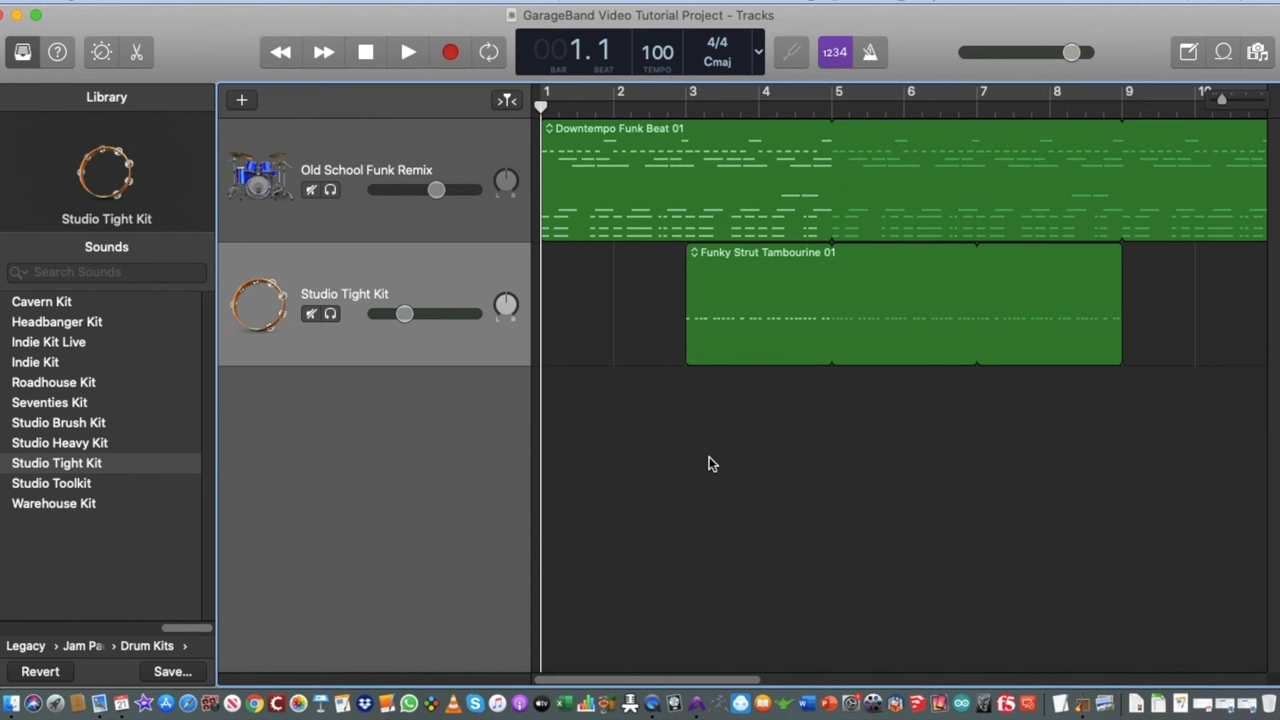 GarageBand Video Tutorial Project - Tracks
001.1
BAR BEAT
100
TEMPO
4/4
Cmaj
1234
Library
1 2 3 4 5 6 7 8 9 10
Downtempo Funk Beat 01
Old School Funk Remix
L R
Studio Tight Kit
Sounds
Search Sounds
Funky Strut Tambourine 01
Studio Tight Kit
L R
Cavern Kit
Headbanger Kit
Indie Kit Live
Indie Kit
Roadhouse Kit
Seventies Kit
Studio Brush Kit
Studio Heavy Kit
Studio Tight Kit
Studio Toolkit
Warehouse Kit
Legacy > Jam Pa > Drum Kits >
Revert Save...